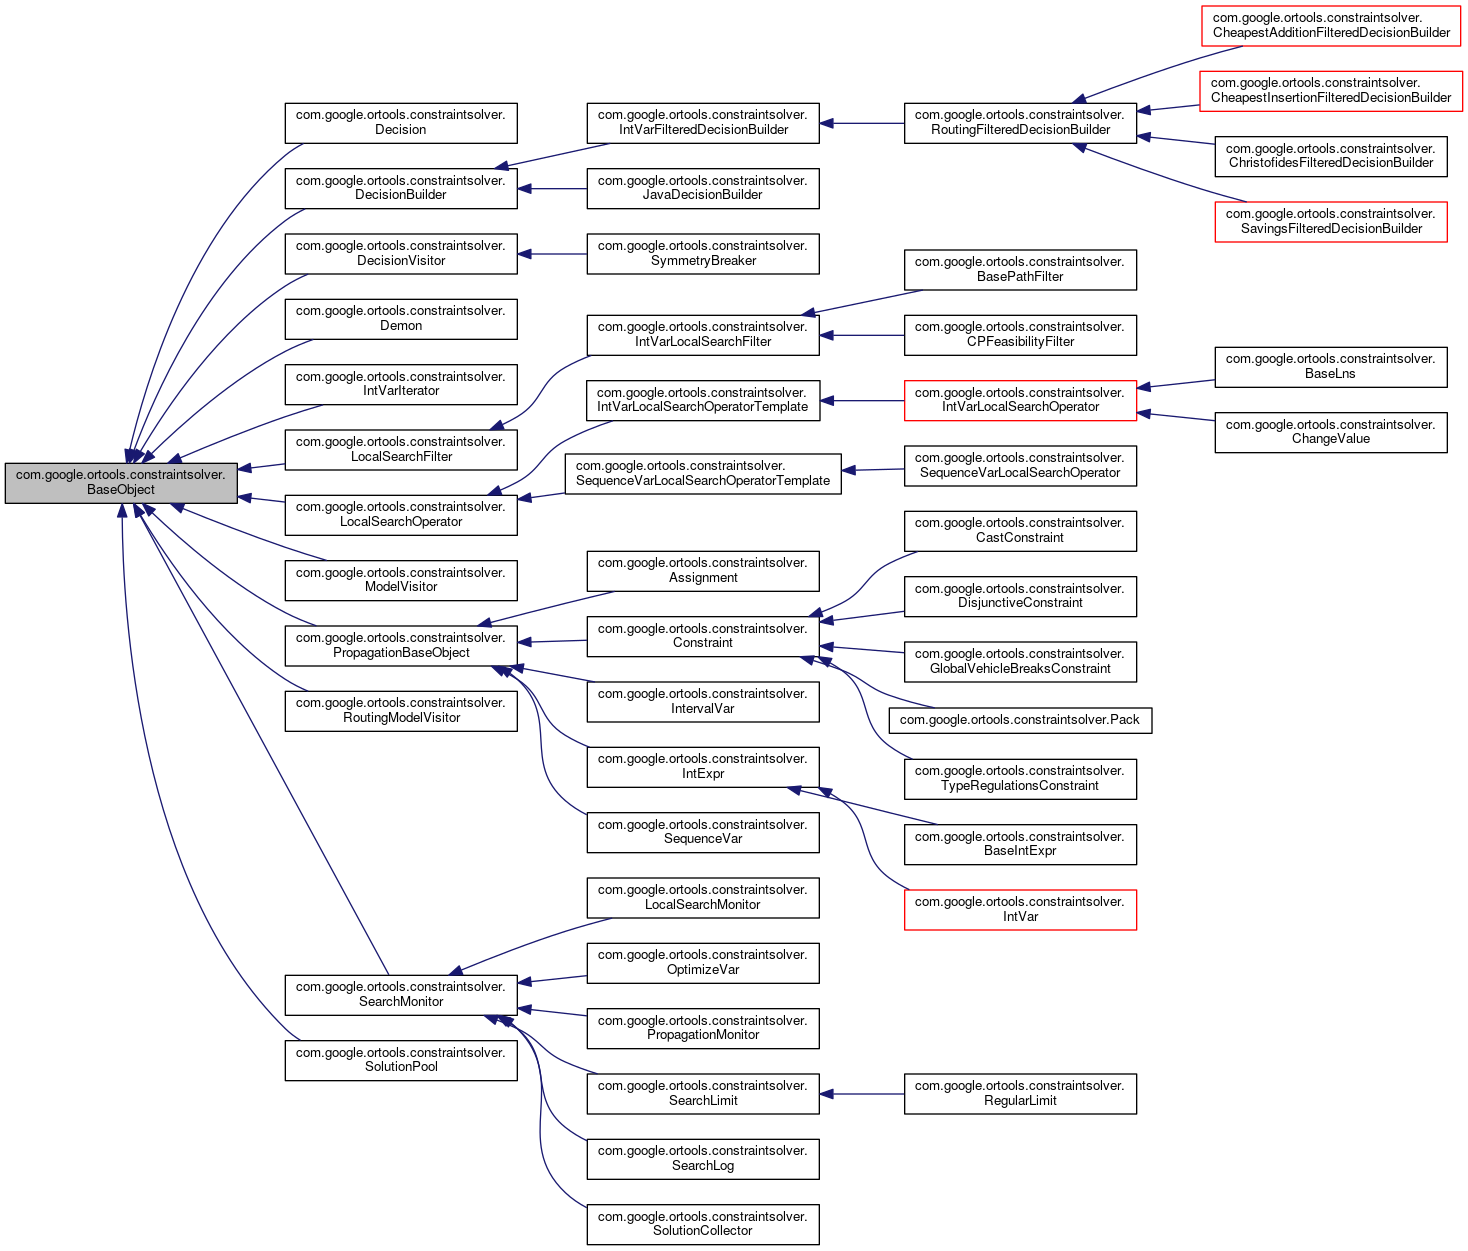 com.google.ortools.constraintsolver.
BaseObject
com.google.ortools.constraintsolver.
Decision
com.google.ortools.constraintsolver.
DecisionBuilder
com.google.ortools.constraintsolver.
DecisionVisitor
com.google.ortools.constraintsolver.
Demon
com.google.ortools.constraintsolver.
IntVarIterator
com.google.ortools.constraintsolver.
LocalSearchFilter
com.google.ortools.constraintsolver.
LocalSearchOperator
com.google.ortools.constraintsolver.
ModelVisitor
com.google.ortools.constraintsolver.
PropagationBaseObject
com.google.ortools.constraintsolver.
RoutingModelVisitor
com.google.ortools.constraintsolver.
SearchMonitor
com.google.ortools.constraintsolver.
SolutionPool
com.google.ortools.constraintsolver.
IntVarFilteredDecisionBuilder
com.google.ortools.constraintsolver.
JavaDecisionBuilder
com.google.ortools.constraintsolver.
SymmetryBreaker
com.google.ortools.constraintsolver.
IntVarLocalSearchFilter
com.google.ortools.constraintsolver.
IntVarLocalSearchOperatorTemplate
com.google.ortools.constraintsolver.
SequenceVarLocalSearchOperatorTemplate
com.google.ortools.constraintsolver.
Assignment
com.google.ortools.constraintsolver.
Constraint
com.google.ortools.constraintsolver.
IntervalVar
com.google.ortools.constraintsolver.
IntExpr
com.google.ortools.constraintsolver.
SequenceVar
com.google.ortools.constraintsolver.
LocalSearchMonitor
com.google.ortools.constraintsolver.
OptimizeVar
com.google.ortools.constraintsolver.
PropagationMonitor
com.google.ortools.constraintsolver.
SearchLimit
com.google.ortools.constraintsolver.
SearchLog
com.google.ortools.constraintsolver.
SolutionCollector
com.google.ortools.constraintsolver.
RoutingFilteredDecisionBuilder
com.google.ortools.constraintsolver.
BasePathFilter
com.google.ortools.constraintsolver.
CPFeasibilityFilter
com.google.ortools.constraintsolver.
IntVarLocalSearchOperator
com.google.ortools.constraintsolver.
SequenceVarLocalSearchOperator
com.google.ortools.constraintsolver.
CastConstraint
com.google.ortools.constraintsolver.
DisjunctiveConstraint
com.google.ortools.constraintsolver.
GlobalVehicleBreaksConstraint
com.google.ortools.constraintsolver.Pack
com.google.ortools.constraintsolver.
TypeRegulationsConstraint
com.google.ortools.constraintsolver.
BaseIntExpr
com.google.ortools.constraintsolver.
IntVar
com.google.ortools.constraintsolver.
RegularLimit
com.google.ortools.constraintsolver.
CheapestAdditionFilteredDecisionBuilder
com.google.ortools.constraintsolver.
CheapestInsertionFilteredDecisionBuilder
com.google.ortools.constraintsolver.
ChristofidesFilteredDecisionBuilder
com.google.ortools.constraintsolver.
SavingsFilteredDecisionBuilder
com.google.ortools.constraintsolver.
BaseLns
com.google.ortools.constraintsolver.
ChangeValue